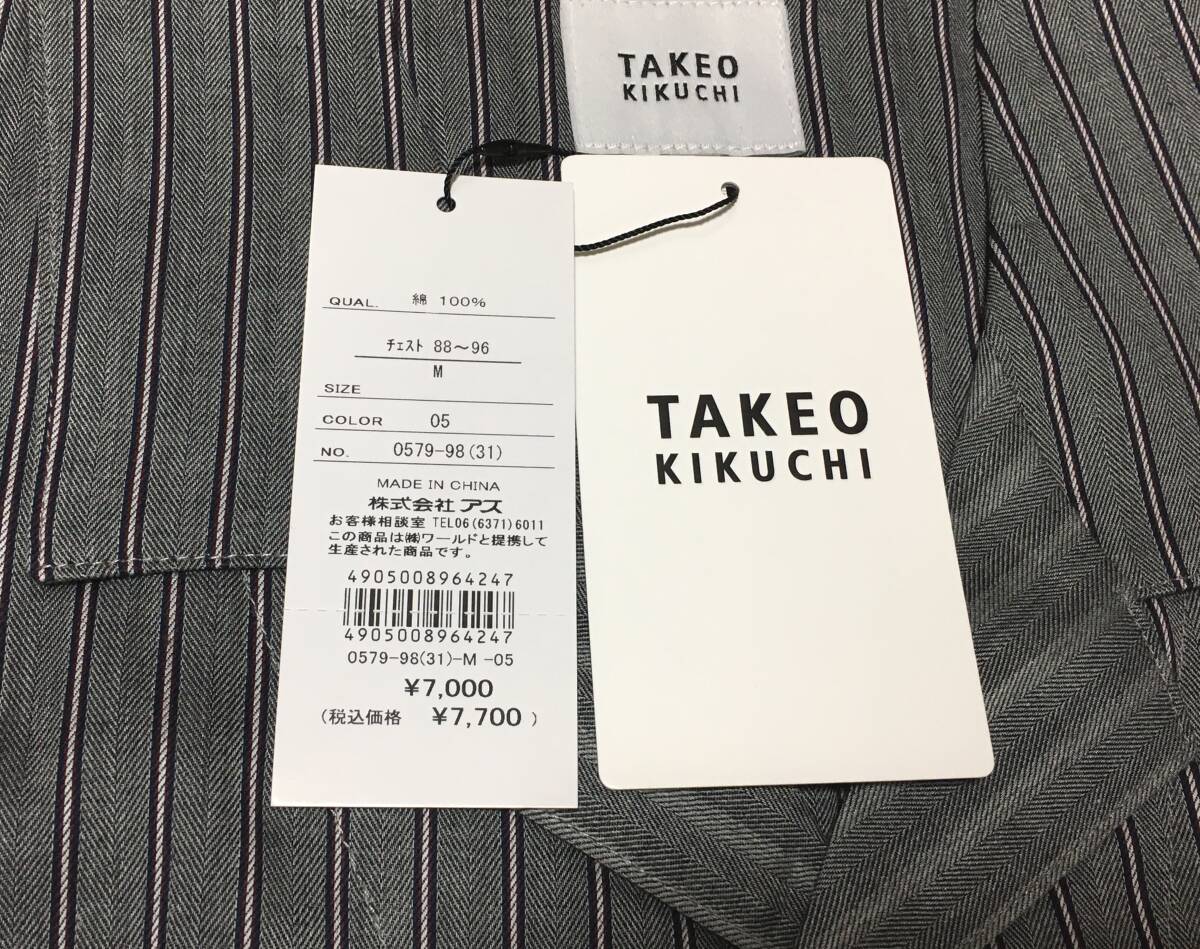 TAKEO
KIKUCHI
QUAL. 綿 100%
チェスト 88～96
M
SIZE
COLOR 05
NO. 0579-98(31)
MADE IN CHINA
株式会社 アズ
お客様相談室 TEL06(6371)6011
この商品は㈱ワールドと提携して
生産された商品です。
4905008964247
4905008964247
0579-98(31)-M -05
¥7,000
(税込価格 ¥7,700 )
TAKEO
KIKUCHI